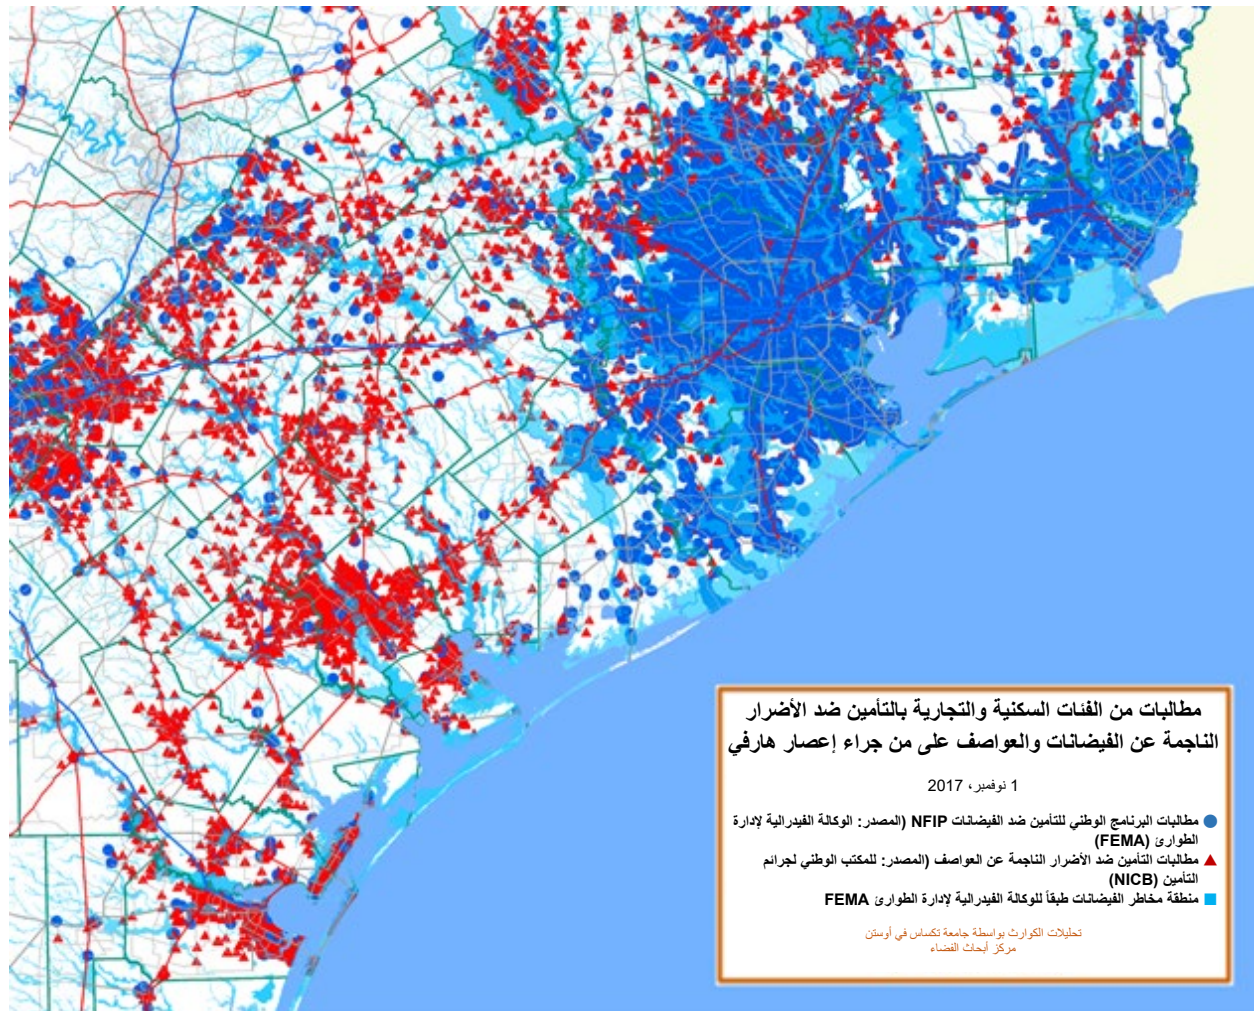 مطالبات من الفئات السكنية والتجارية بالتأمين ضد الأضرار
الناجمة عن الفيضانات والعواصف على من جراء إعصار هارفي
1 نوفمبر، 2017
مطالبات البرنامج الوطني للتأمين ضد الفيضانات NFIP (المصدر: الوكالة الفيدرالية لإدارة
الطوارئ (FEMA)
مطالبات التأمين ضد الأضرار الناجمة عن العواصف (المصدر: للمكتب الوطني لجرائم
التأمين (NICB)
منطقة مخاطر الفيضانات طبقاً للوكالة الفيدرالية لإدارة الطوارئ FEMA
تحليلات الكوارث بواسطة جامعة تكساس في أوستن
مركز أبحاث الفضاء